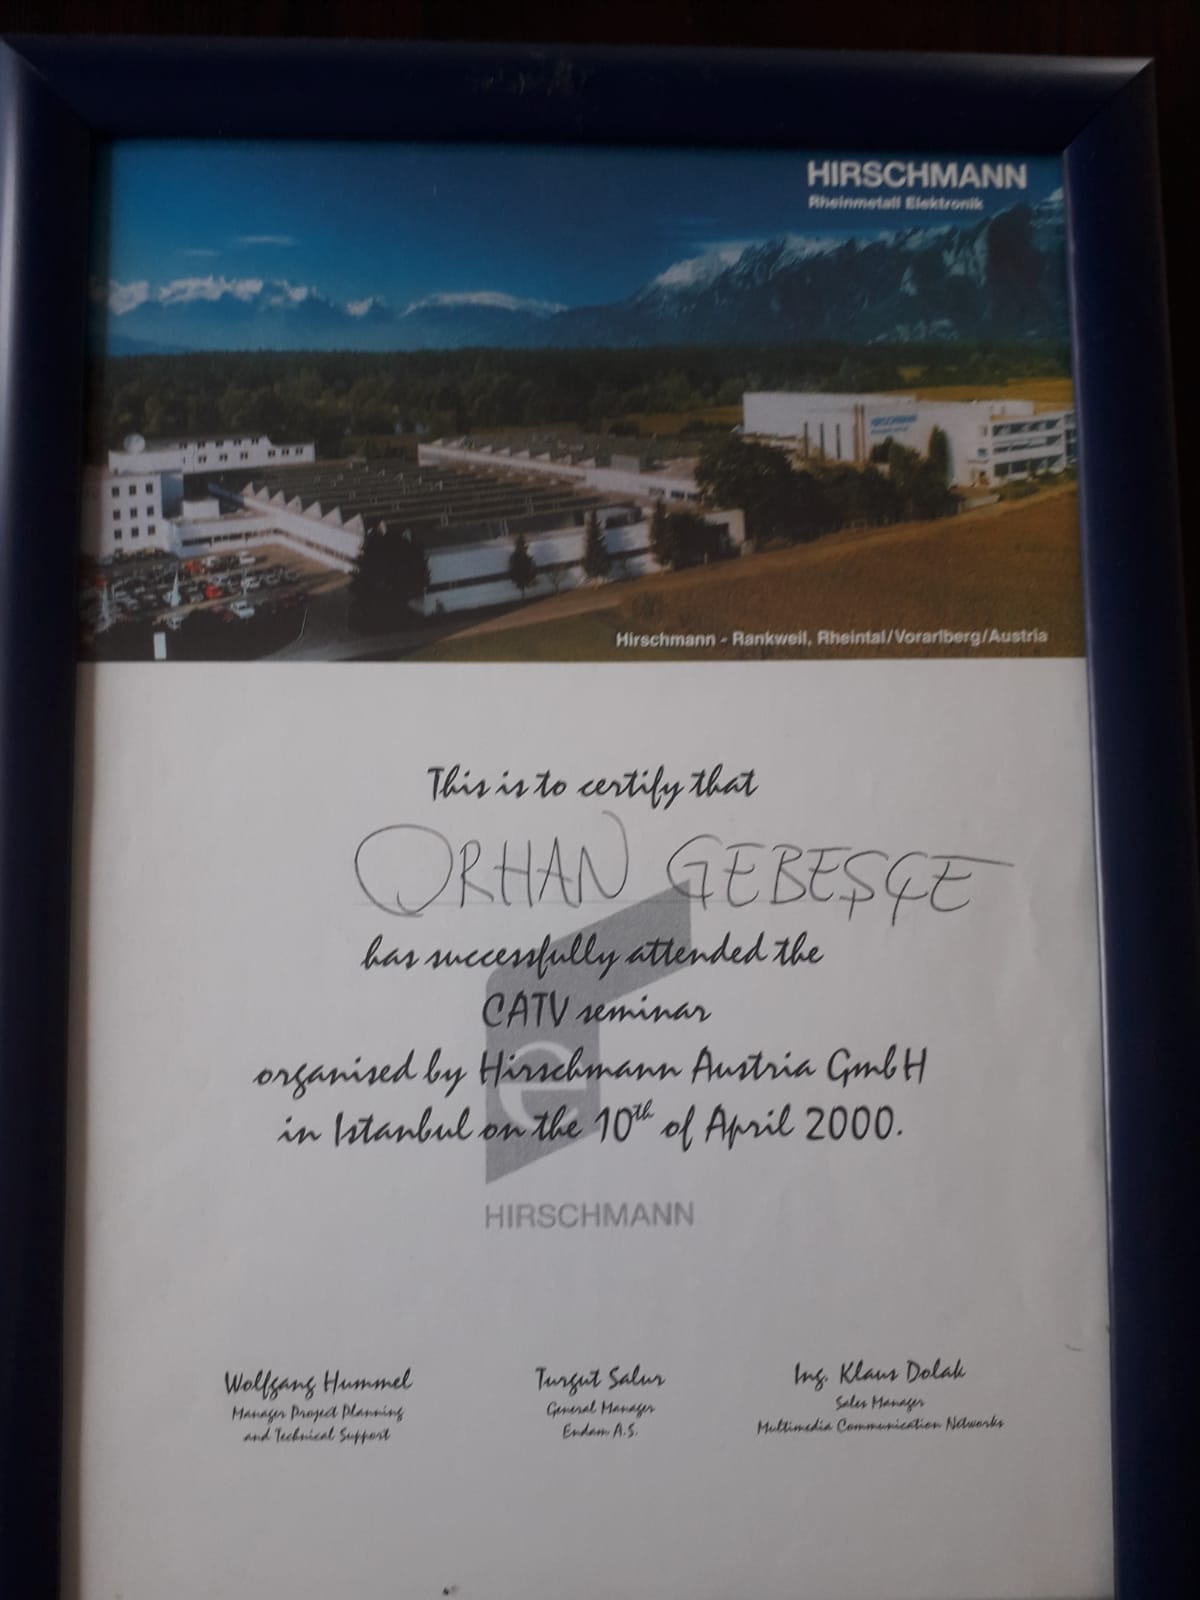 HIRSCHMANN
Rheinmetall Elektronik
HIRSCHMANN
Hirschmann - Rankweil, Rheintal/Vorarlberg/Austria
This is to certify that
ORHAN GEBEŞÇE
has successfully attended the
CATV seminar
organised by Hirschmann Austria GmbH
in Istanbul on the 10th of April 2000.
e
HIRSCHMANN
Wolfgang Hummel
Manager Project Planning
and Technical Support
Turgut Salur
General Manager
Endam A.S.
Ing. Klaus Dolak
Sales Manager
Multimedia Communication Networks